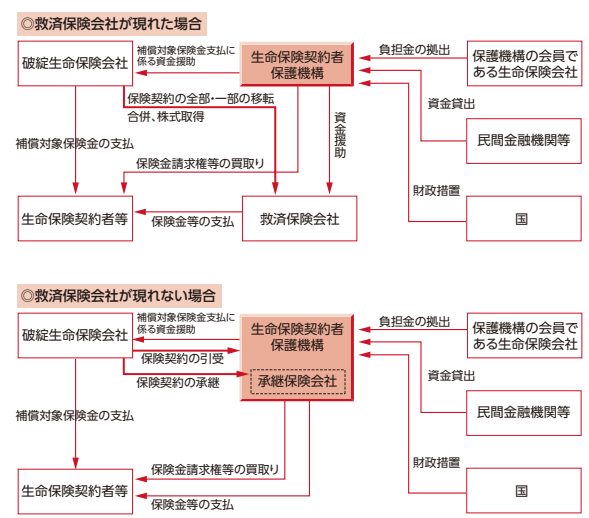 ◎救済保険会社が現れた場合
破綻生命保険会社
補償対象保険金支払に
係る資金援助
生命保険契約者
保護機構
負担金の拠出
保護機構の会員で
ある生命保険会社
保険契約の全部・一部の移転
合併、株式取得
資金援助
資金貸出
民間金融機関等
補償対象保険金の支払
保険金請求権等の買取り
財政措置
生命保険契約者等
保険金等の支払
救済保険会社
国
◎救済保険会社が現れない場合
破綻生命保険会社
補償対象保険金支払に
係る資金援助
生命保険契約者
保護機構
負担金の拠出
保護機構の会員で
ある生命保険会社
保険契約の引受
保険契約の承継
承継保険会社
資金貸出
民間金融機関等
補償対象保険金の支払
保険金請求権等の買取り
財政措置
生命保険契約者等
保険金等の支払
国